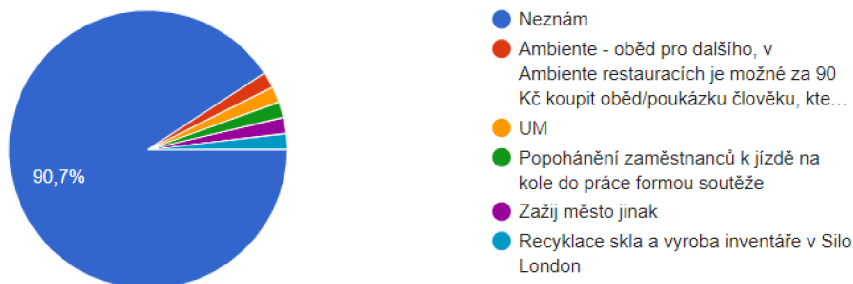 90,7%
Neznám
Ambiente - oběd pro dalšího, v
Ambiente restauracích je možné za 90
Kč koupit oběd/poukázku člověku, kte…
UM
Popohánění zaměstnanců k jízdě na
kole do práce formou soutěže
Zažij město jinak
Recyklace skla a vyroba inventáře v Silo
London